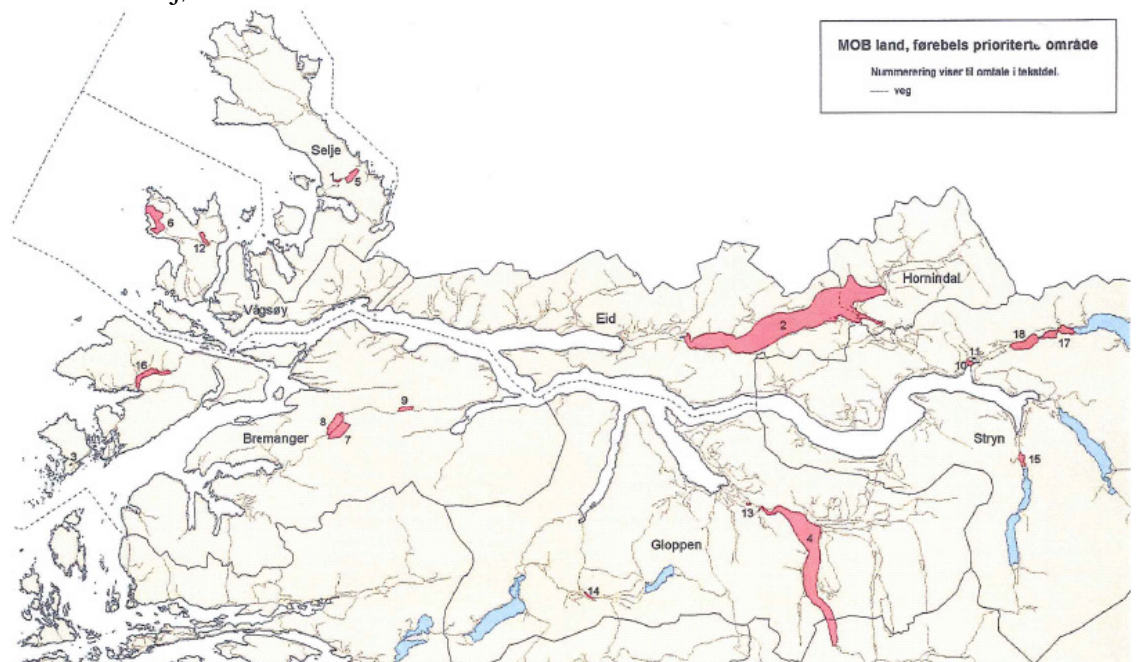 MOB land, førebels prioriterte område
Nummerering viser til omtale i tekstdel.
veg
Selje
1
5
6
12
Vågsøy
Eid
2
Hornindal
18
17
11
10
16
9
8
7
Bremanger
3
Stryn
15
13
4
Gloppen
14